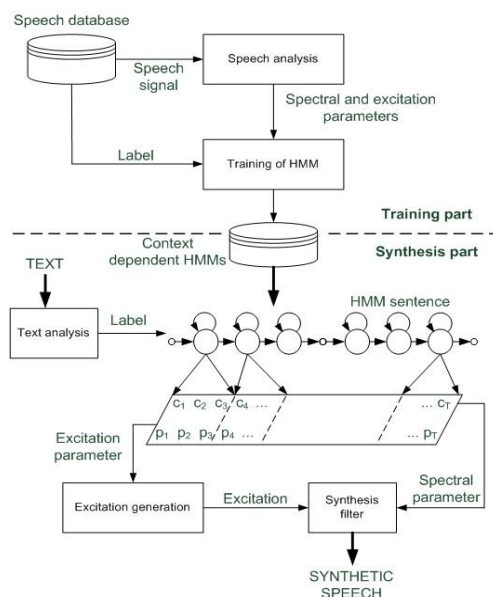 Speech database
Speech analysis
Speech
signal
Spectral and excitation
parameters
Label
Training of HMM
Training part
Synthesis part
Context
dependent HMMs
TEXT
HMM sentence
Text analysis
Label
c₁ c₂ c₃ c₄ ... ... c_T
p₁ p₂ p₃ p₄ ... ... p_T
Excitation
parameter
Spectral
parameter
Excitation generation
Excitation
Synthesis
filter
SYNTHETIC
SPEECH